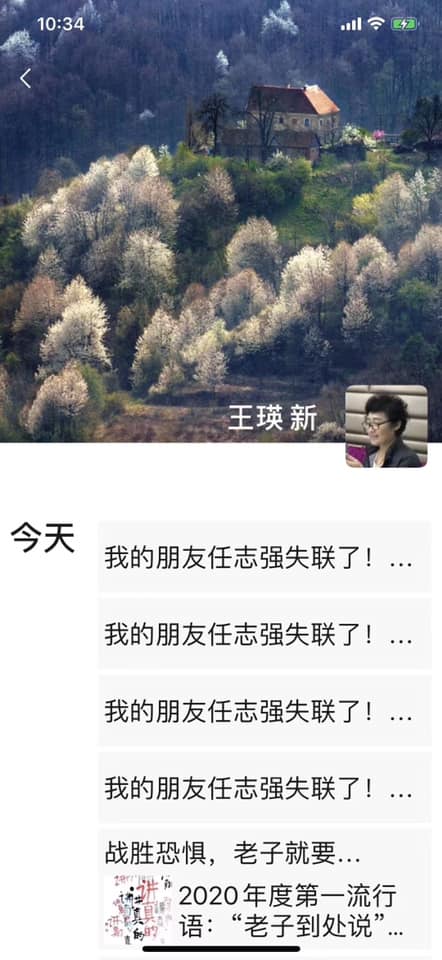 10:34
王瑛 新
今天
我的朋友任志强失联了！…
我的朋友任志强失联了！…
我的朋友任志强失联了！…
我的朋友任志强失联了！…
战胜恐惧，老子就要…
2020年度第一流行
语：“老子到处说”…